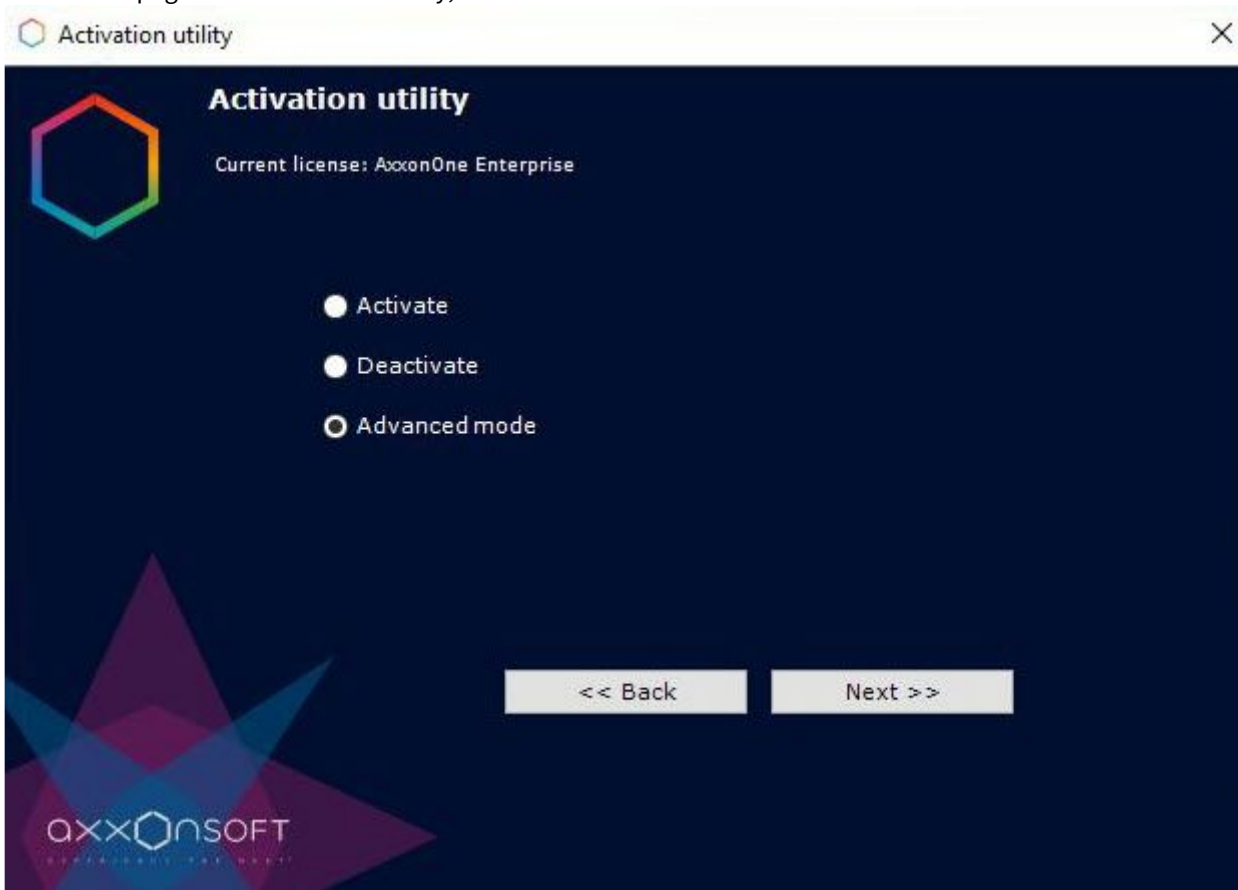 Activation utility
Activation utility
Current license: AxxonOne Enterprise
Activate
Deactivate
Advanced mode
<< Back
Next >>
axxonsoft